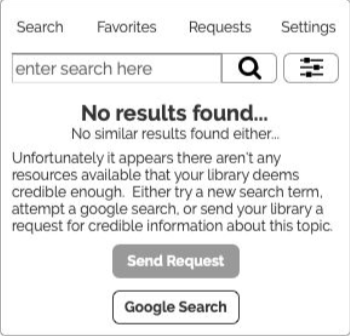 Search Favorites Requests Settings
enter search here
No results found...
No similar results found either...
Unfortunately it appears there aren't any
resources available that your library deems
credible enough. Either try a new search term,
attempt a google search, or send your library a
request for credible information about this topic.
Send Request
Google Search